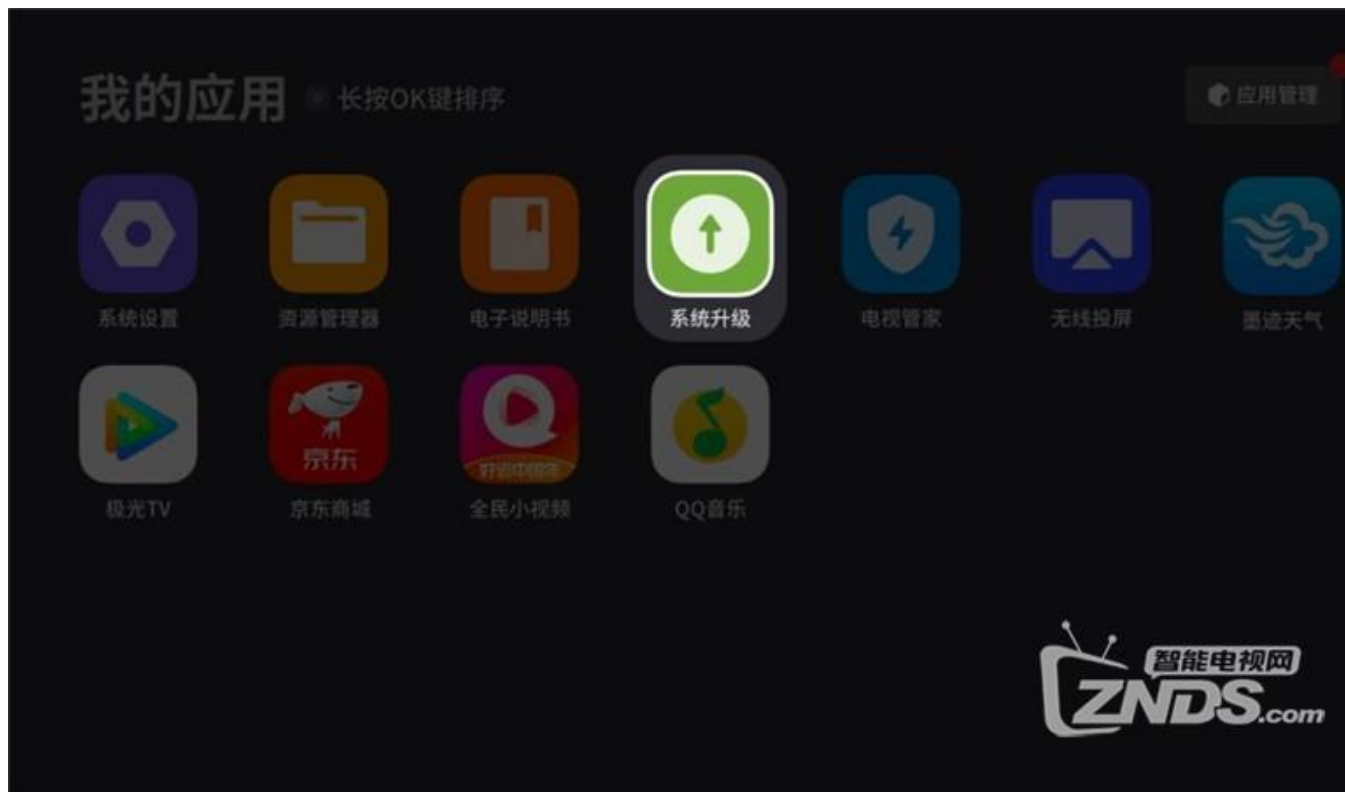 我的应用
长按OK键排序
应用管理
系统设置
资源管理器
电子说明书
系统升级
电视管家
无线投屏
墨迹天气
京东
好运中国年
极光TV
京东商城
全民小视频
QQ音乐
智能电视网
ZNDS.com